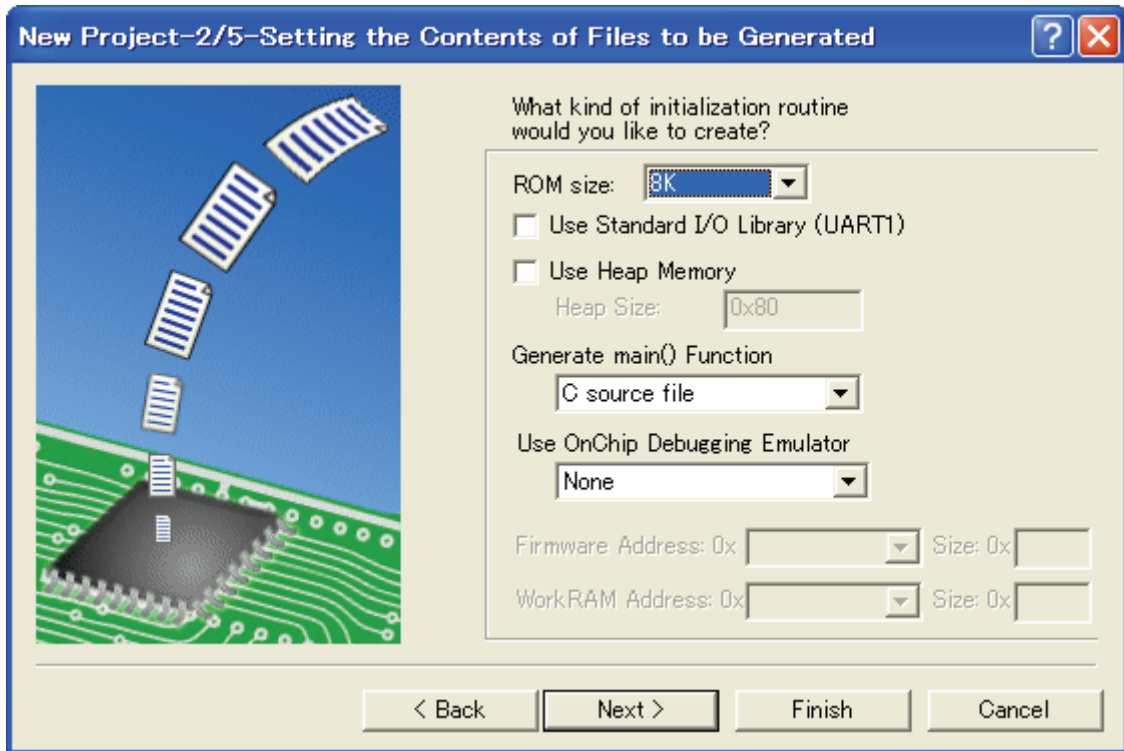 New Project-2/5-Setting the Contents of Files to be Generated
What kind of initialization routine
would you like to create?
ROM size: 8K
Use Standard I/O Library (UART1)
Use Heap Memory
Heap Size: 0x80
Generate main() Function
C source file
Use OnChip Debugging Emulator
None
Firmware Address: 0x Size: 0x
WorkRAM Address: 0x Size: 0x
< Back Next > Finish Cancel